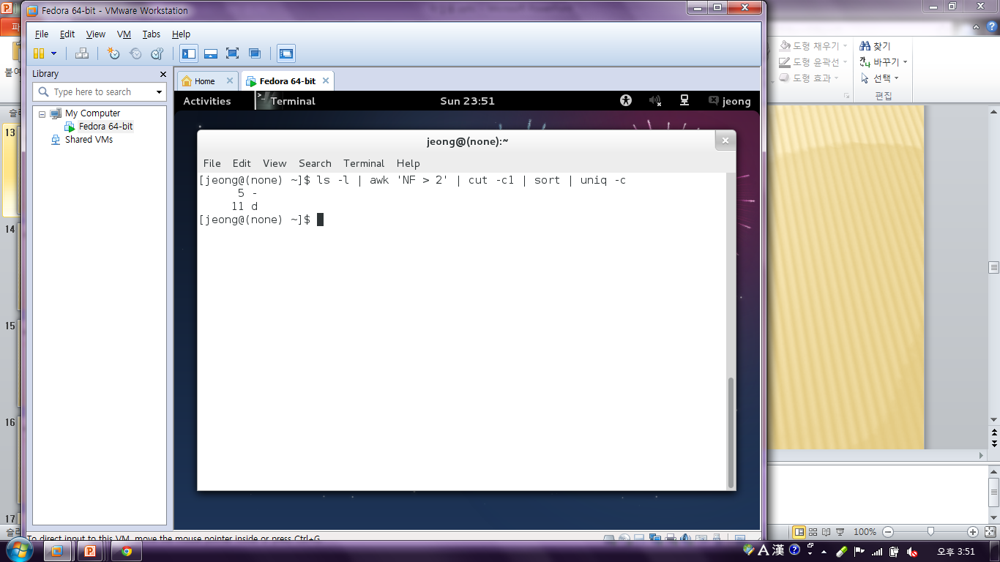 Fedora 64-bit - VMware Workstation
File Edit View VM Tabs Help
Library
Type here to search
My Computer
Fedora 64-bit
Shared VMs
Home
Fedora 64-bit
Activities Terminal Sun 23:51 jeong
jeong@(none):~
File Edit View Search Terminal Help
[jeong@(none) ~]$ ls -l | awk 'NF > 2' | cut -c1 | sort | uniq -c
5 -
11 d
[jeong@(none) ~]$
To direct input to this VM, move the mouse pointer inside or press Ctrl+G.
도형 채우기
도형 윤곽선
도형 효과
찾기
바꾸기
선택
편집
13
14
15
16
17
100%
A 漢
오후 3:51